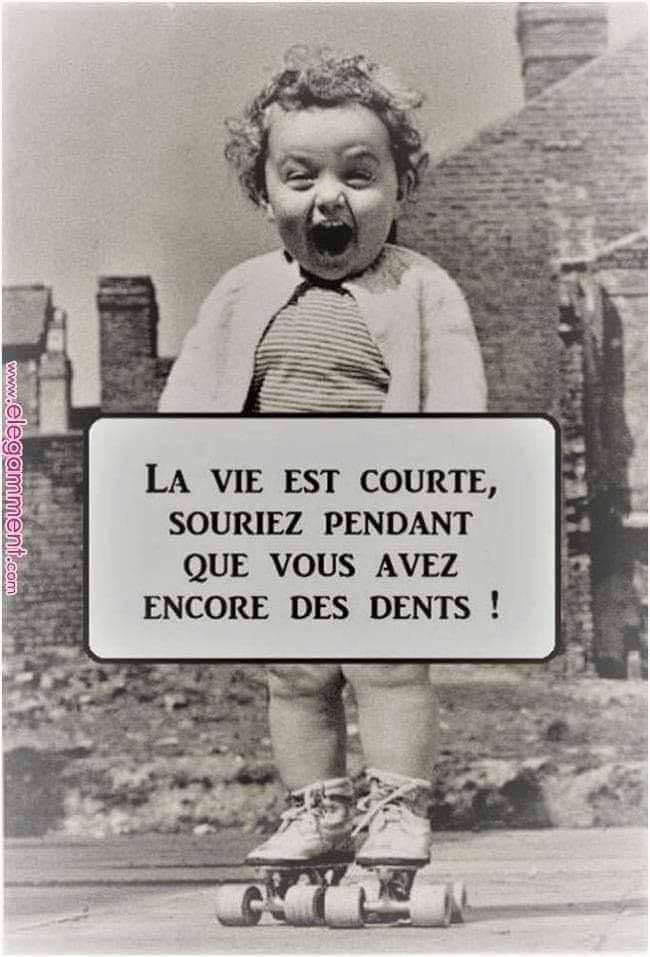 LA VIE EST COURTE,
SOURIEZ PENDANT
QUE VOUS AVEZ
ENCORE DES DENTS !
www.elegamment.com